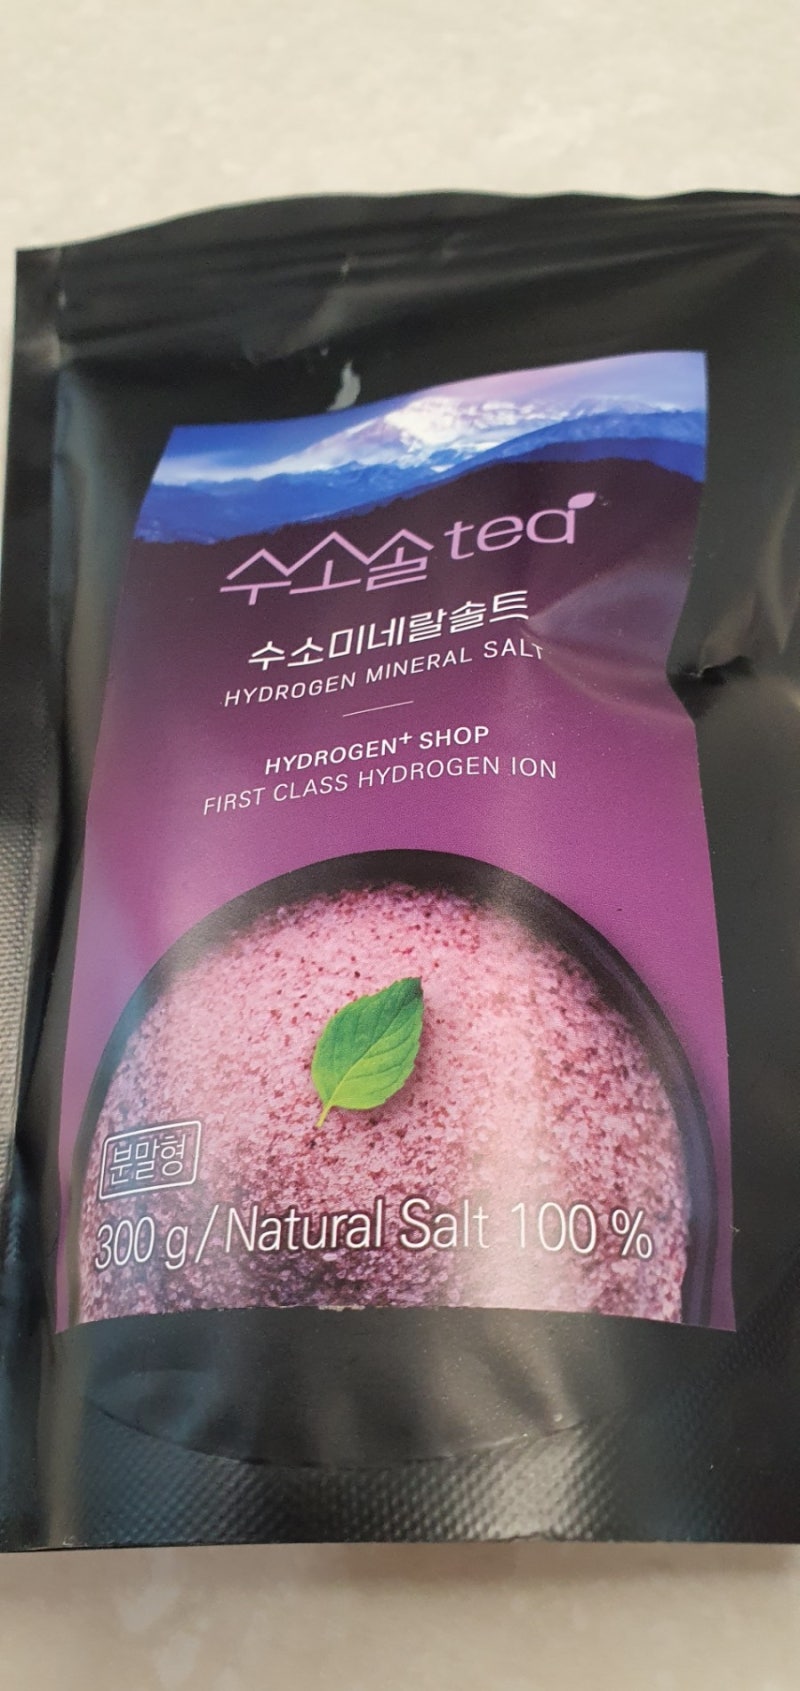 수소솔 tea
수소미네랄솔트
HYDROGEN MINERAL SALT
HYDROGEN⁺ SHOP
FIRST CLASS HYDROGEN ION
분말형
300 g / Natural Salt 100 %